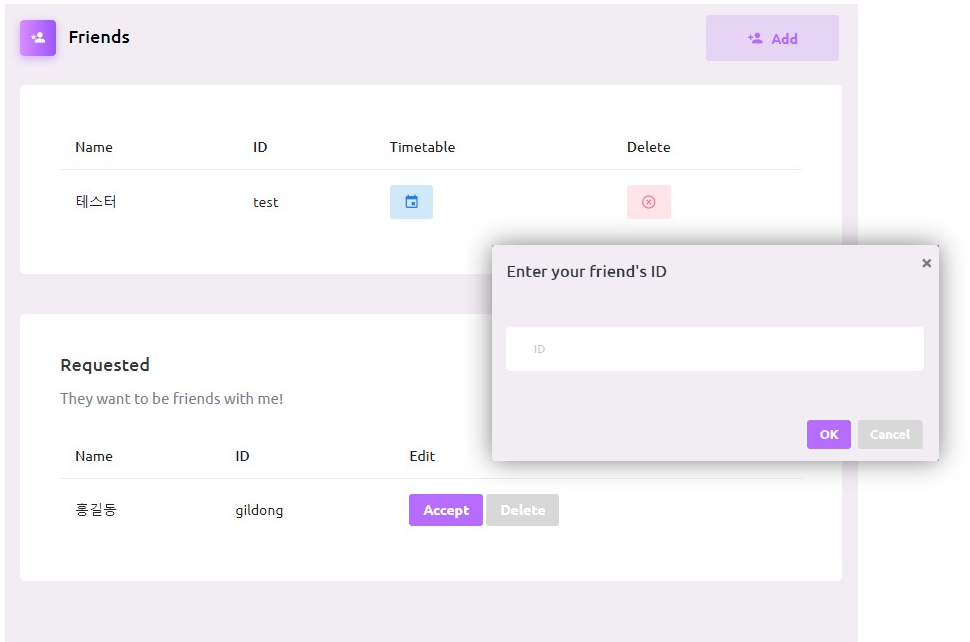 Friends
Add
Name ID Timetable Delete
테스터 test
Enter your friend's ID
ID
OK Cancel
Requested
They want to be friends with me!
Name ID Edit
홍길동 gildong Accept Delete